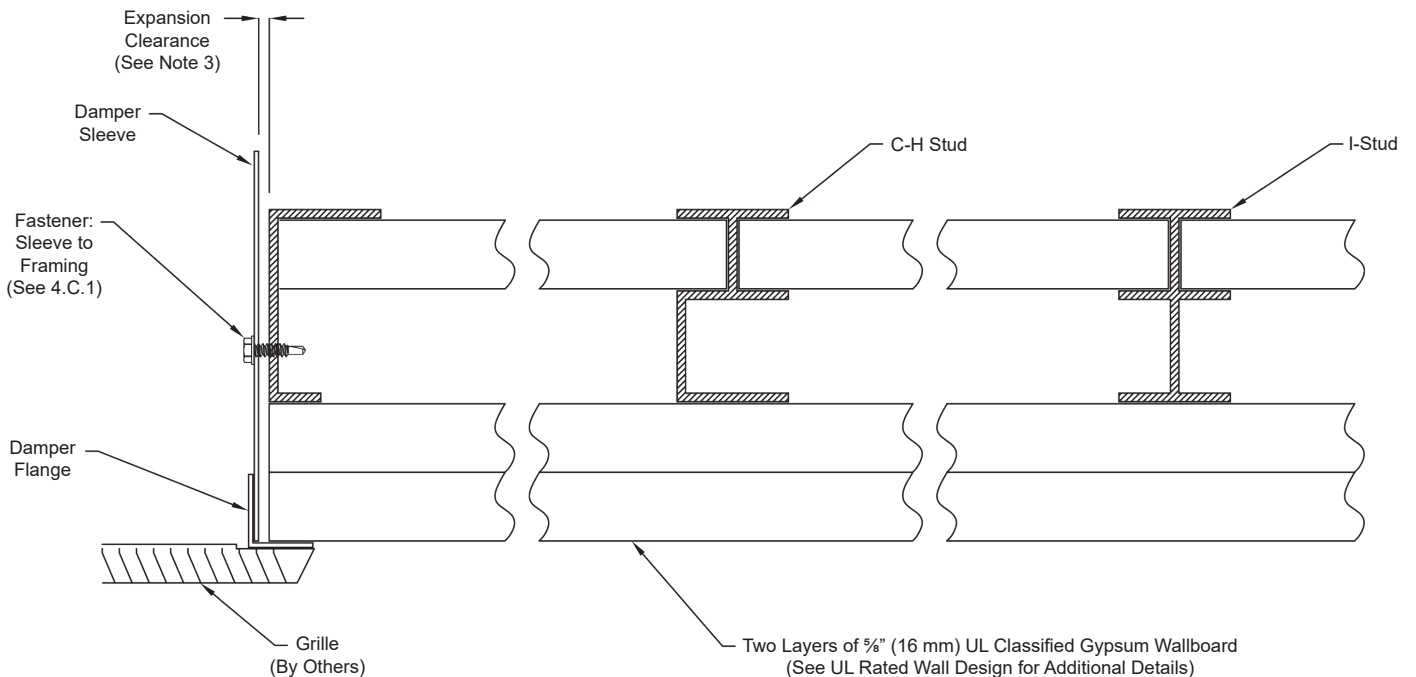 Expansion
Clearance
(See Note 3)
Damper
Sleeve
C-H Stud
I-Stud
Fastener:
Sleeve to
Framing
(See 4.C.1)
Damper
Flange
Grille
(By Others)
Two Layers of ⅝” (16 mm) UL Classified Gypsum Wallboard
(See UL Rated Wall Design for Additional Details)